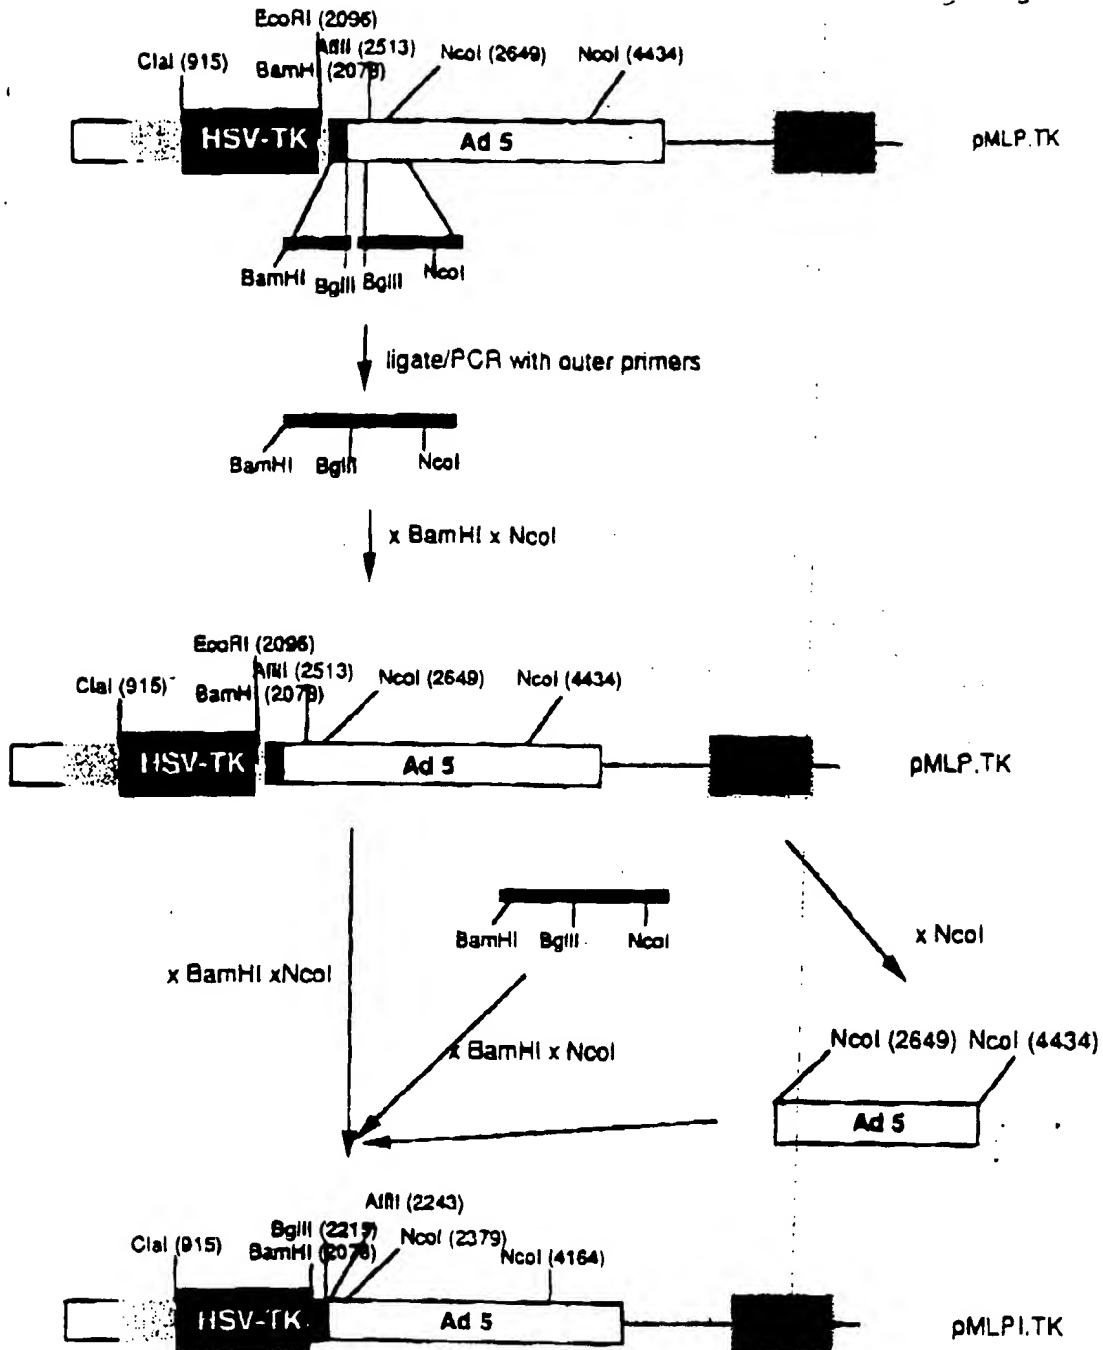 EcoRI (2096)
AflII (2513)
NcoI (2649)
NcoI (4434)
ClaI (915)
BamHI (2079)
HSV-TK
Ad 5
pMLP.TK
BamHI
BglII
BglII
NcoI
ligate/PCR with outer primers
BamHI
BglII
NcoI
x BamHI x NcoI
EcoRI (2096)
AflII (2513)
NcoI (2649)
NcoI (4434)
ClaI (915)
BamHI (2079)
HSV-TK
Ad 5
pMLP.TK
BamHI
BglII
NcoI
x NcoI
x BamHI xNcoI
x BamHI x NcoI
NcoI (2649) NcoI (4434)
Ad 5
AflII (2243)
BglII (2215)
NcoI (2379)
ClaI (915)
BamHI
NcoI (4164)
HSV-TK
Ad 5
pMLPI.TK